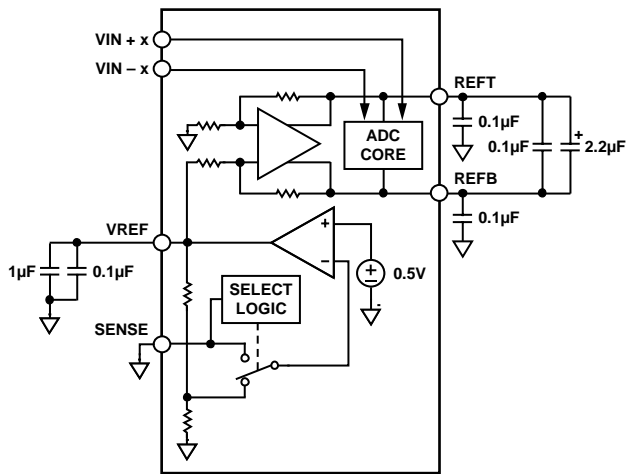 VIN + x
VIN – x
REFT
0.1µF
0.1µF
+
2.2µF
ADC
CORE
REFB
0.1µF
VREF
1µF
0.1µF
+
–
0.5V
SELECT
LOGIC
SENSE